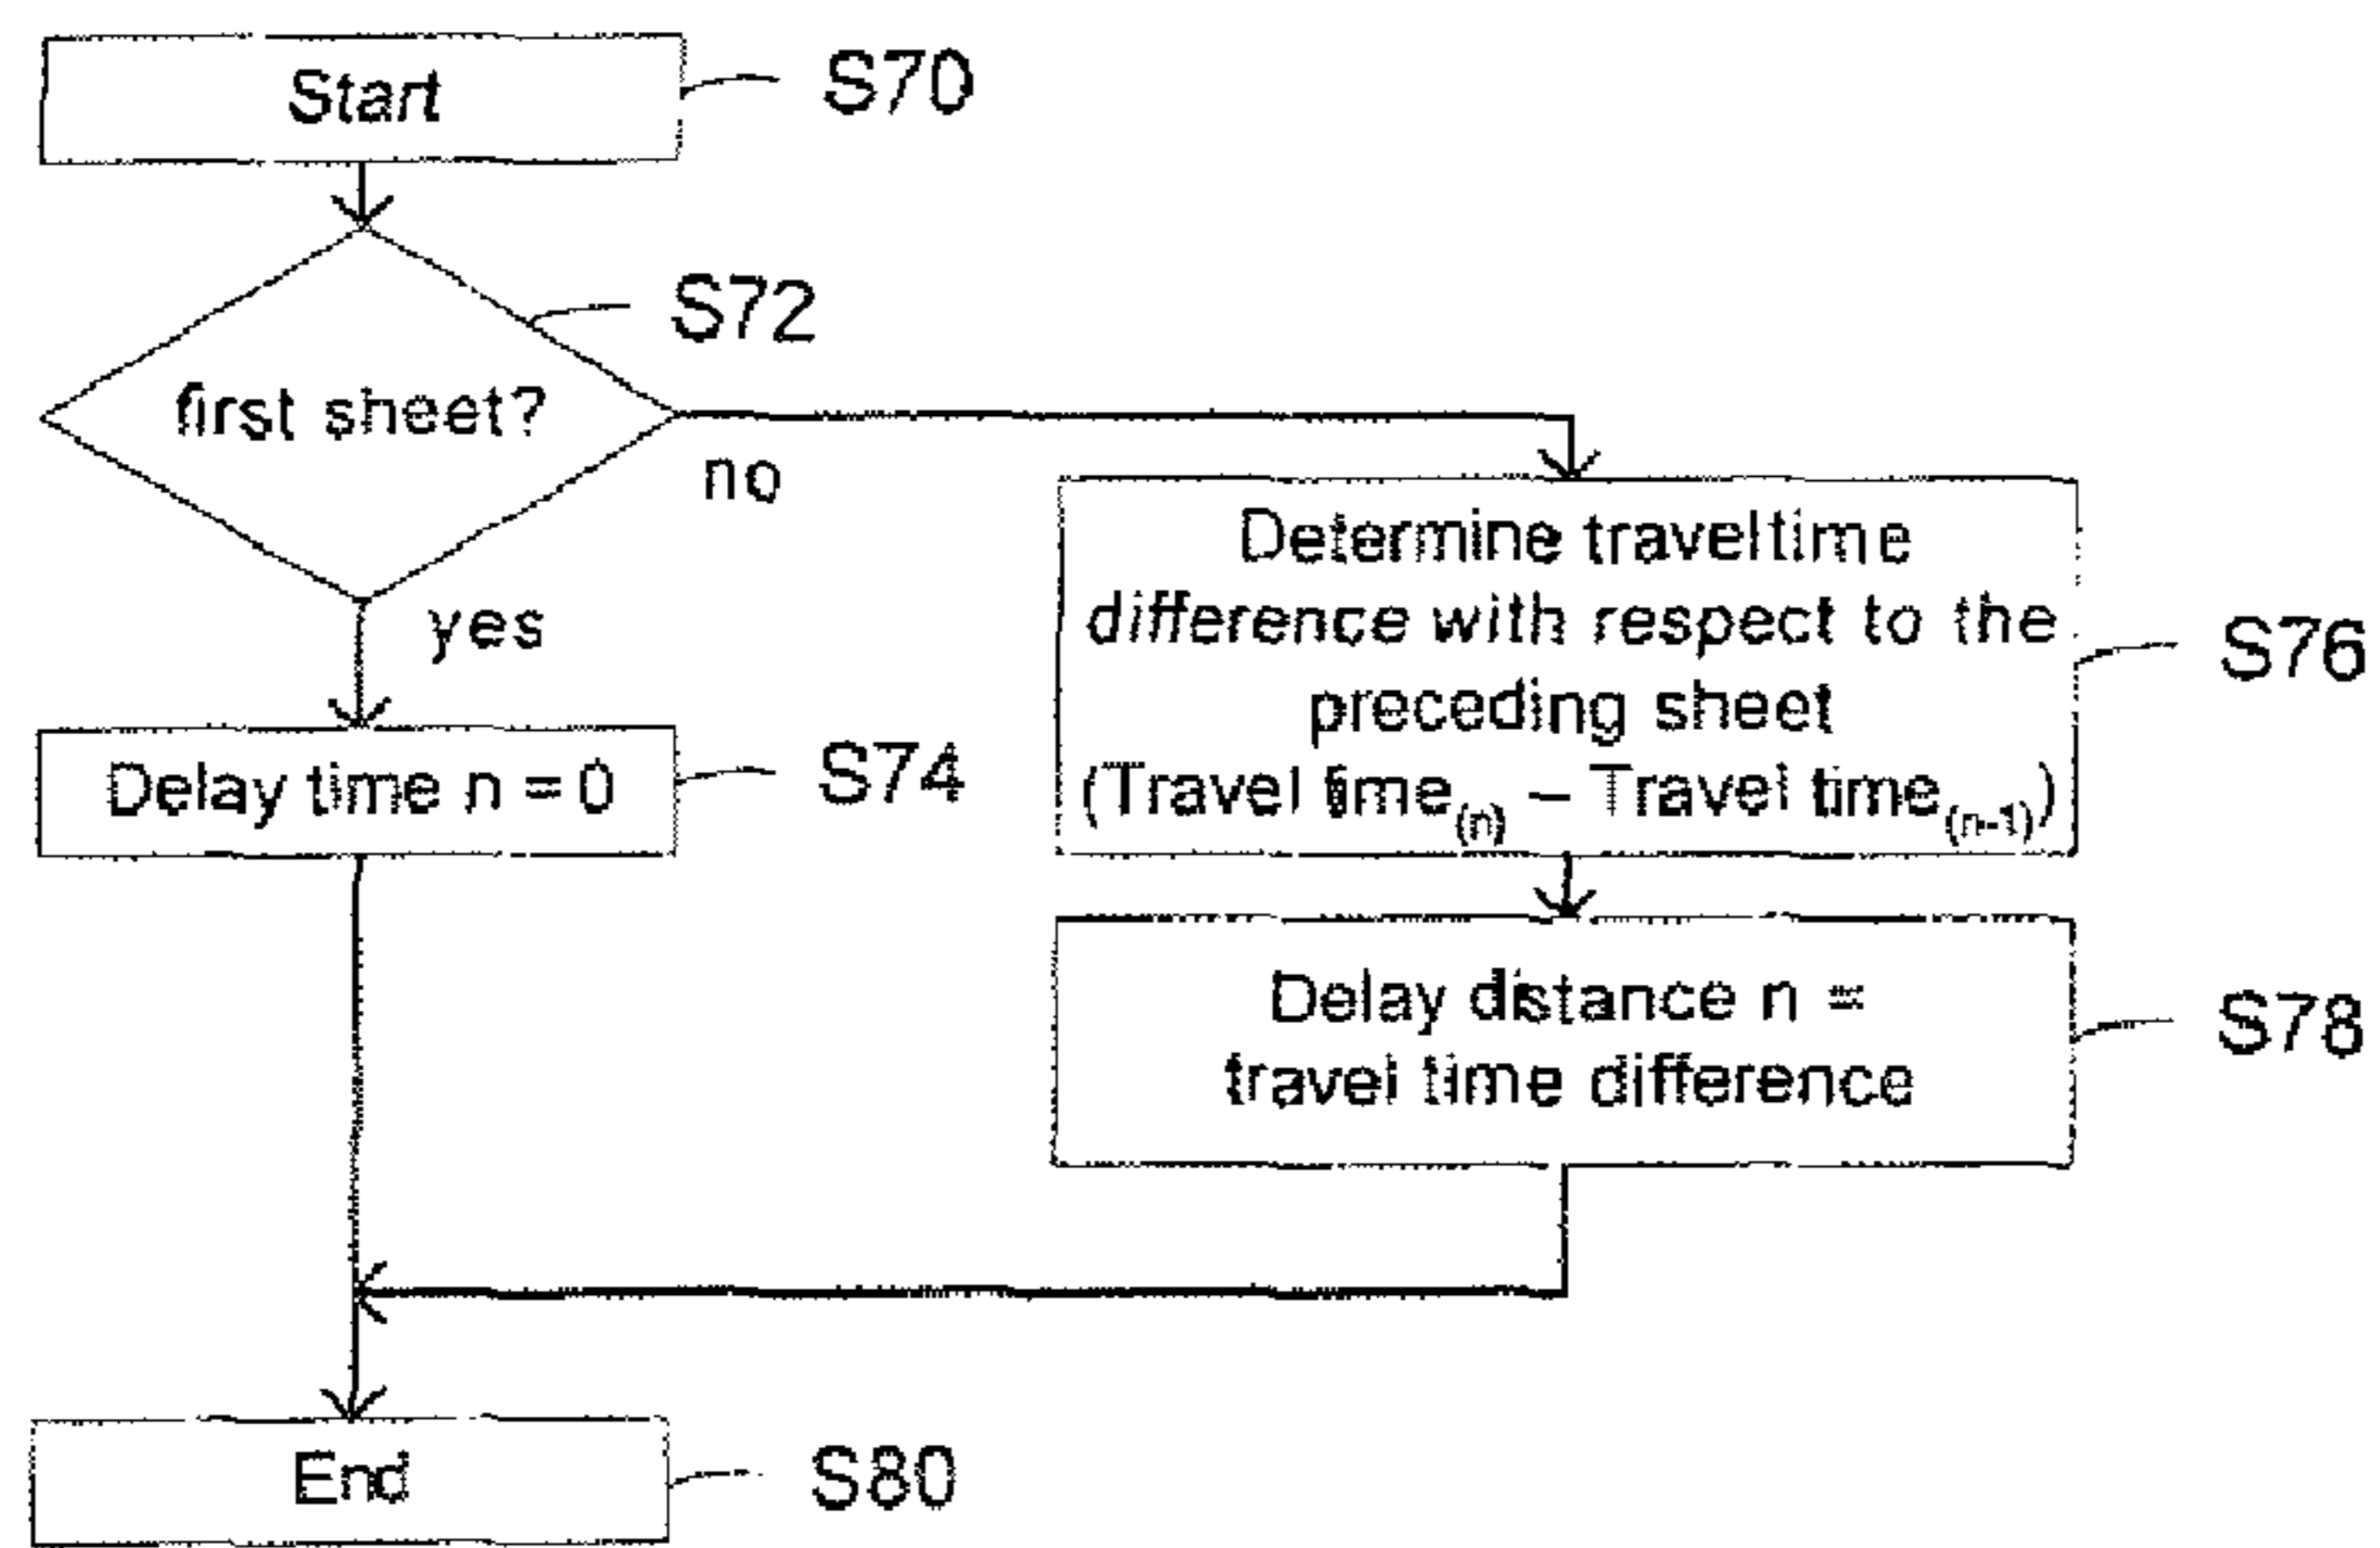 Start
S70
S72
first sheet?
no
yes
Delay time n = 0
S74
Determine traveltime
difference with respect to the
preceding sheet
(Travel time(n) – Travel time(n-1))
S76
Delay distance n =
travel time difference
S78
End
S80